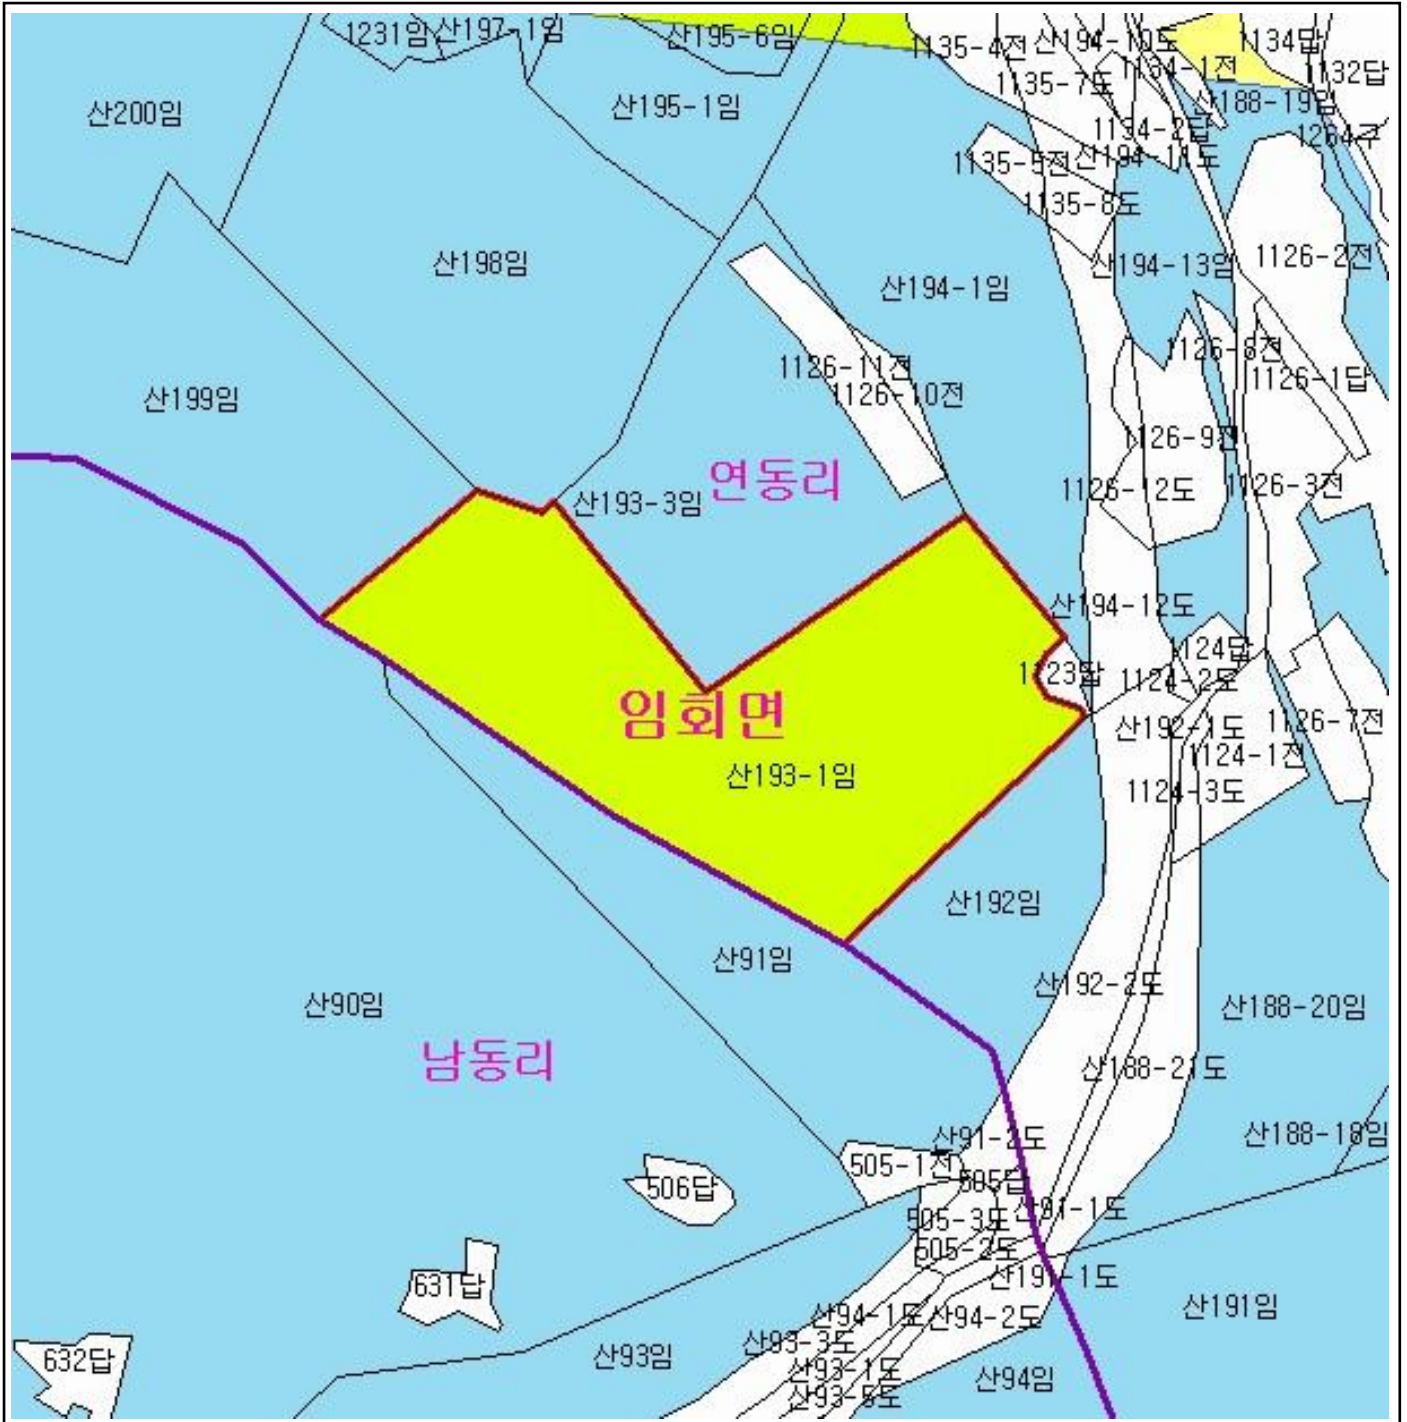 1231임
산197-1임
산195-6임
1135-4전
산194-10도
1134답
1134-1전
1132답
1135-7도
산200임
산195-1임
산188-19임
1134-2답
1264구
1135-5전
산194-11도
1135-8도
산198임
산194-13임
1126-2전
산194-1임
1126-8전
1126-11전
1126-1답
1126-10전
산199임
1126-9전
연동리
1126-12도
1126-3전
산193-3임
산194-12도
1124답
1123답
1124-2도
임회면
산192-1도
1126-7전
1124-1전
산193-1임
1124-3도
산192임
산91임
산192-2도
산90임
산188-20임
남동리
산188-21도
산91-2도
산188-18임
505-1전
506답
505답
산91-1도
505-3도
505-2도
산191-1도
631답
산191임
산94-1도
산94-2도
산93-3도
632답
산93임
산93-1도
산94임
산93-5도